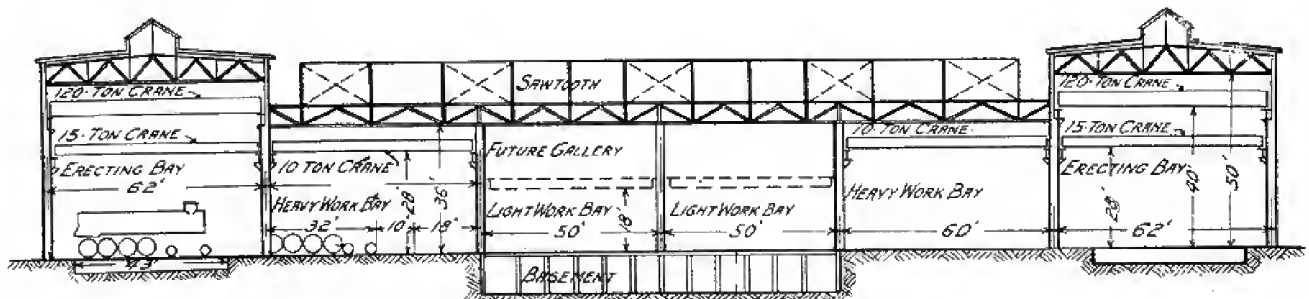 120-TON CRANE
15-TON CRANE
ERECTING BAY
62'
43'
SAWTOOTH
10 TON CRANE
HEAVY WORK BAY
32'
10'
18'
28'
36'
FUTURE GALLERY
LIGHT WORK BAY
50'
18'
LIGHT WORK BAY
50'
BASEMENT
10-TON CRANE
HEAVY WORK BAY
60'
120-TON CRANE
15-TON CRANE
ERECTING BAY
28'
40'
50'
62'